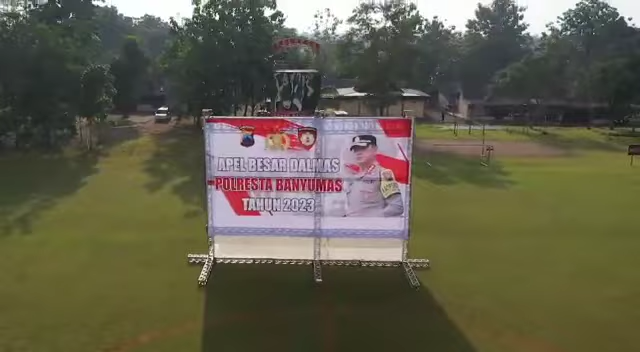 APEL BESAR DALMAS
POLRESTA BANYUMAS
TAHUN 2023